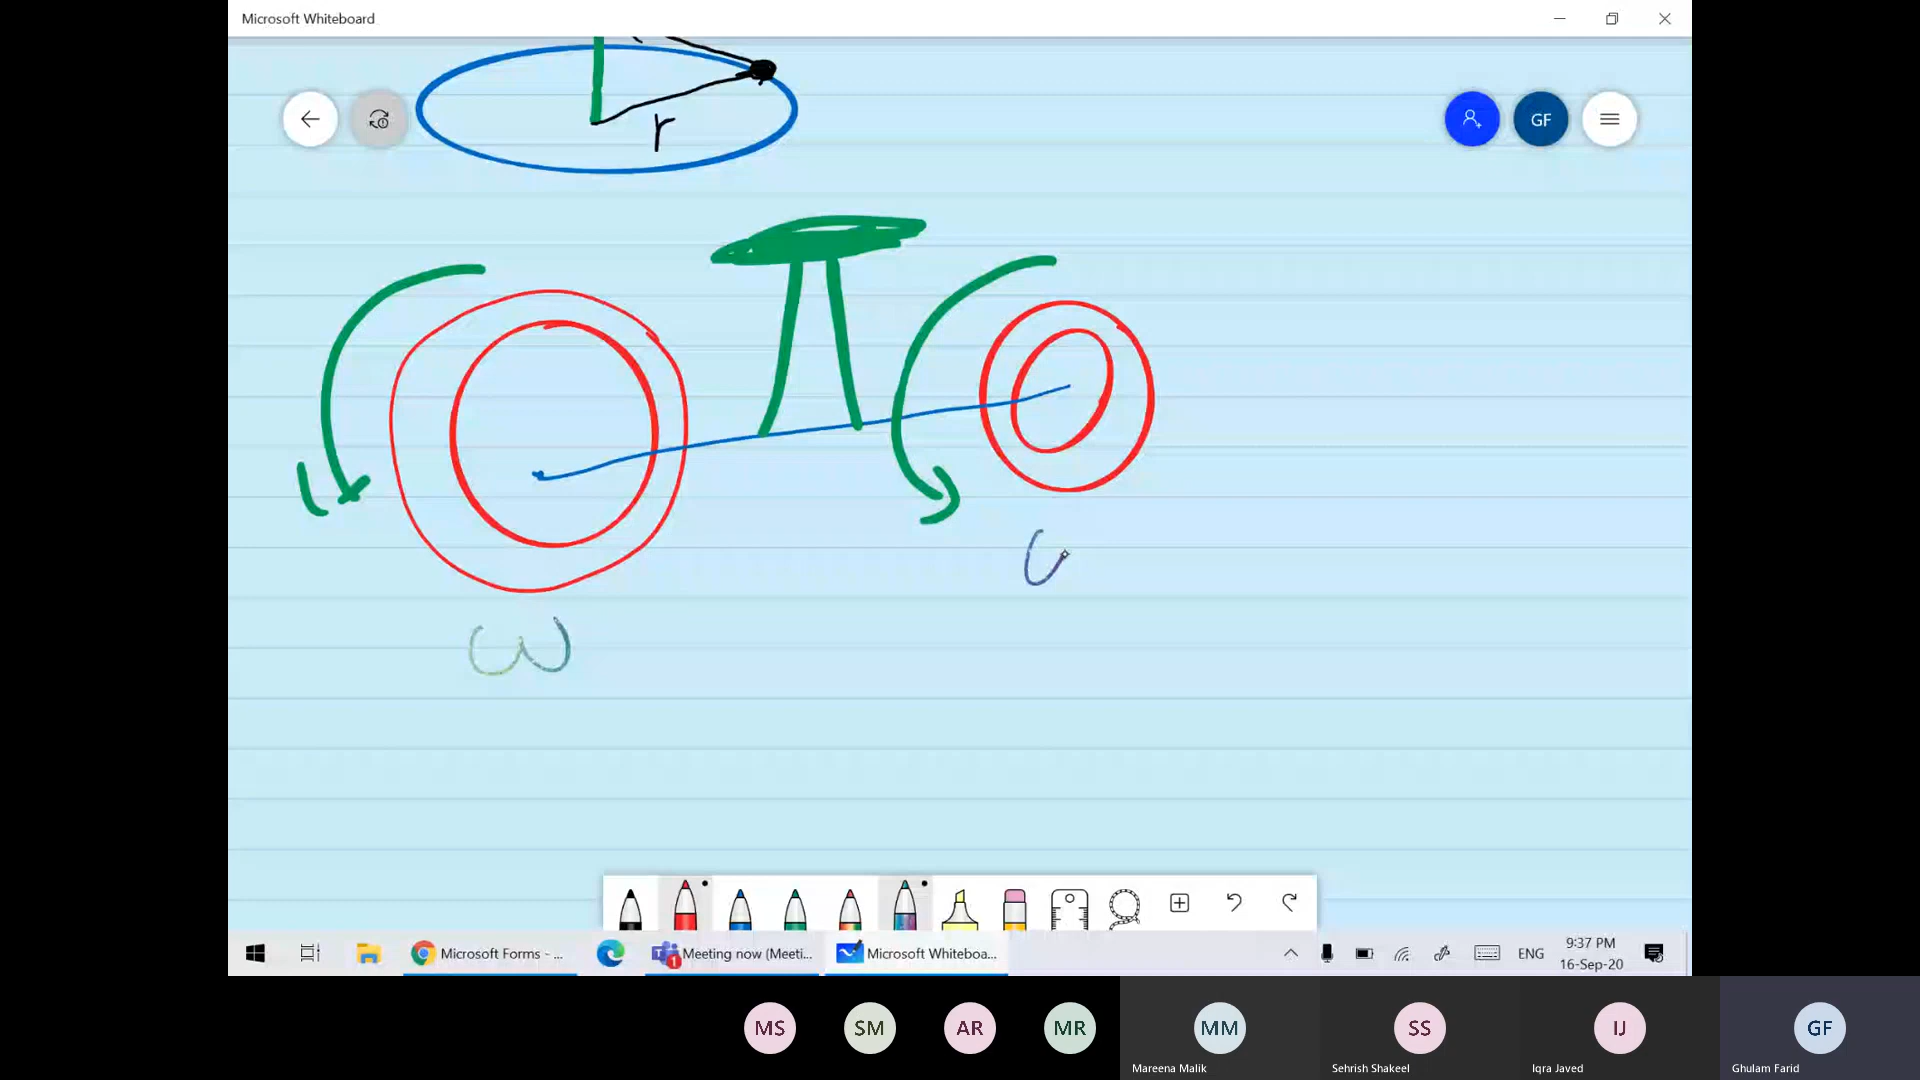 Microsoft Whiteboard
r
GF
ω
Microsoft Forms - ...
Meeting now (Meeti...
1
Microsoft Whiteboa...
ENG
9:37 PM
16-Sep-20
MS
SM
AR
MR
MM
SS
IJ
GF
Mareena Malik
Sehrish Shakeel
Iqra Javed
Ghulam Farid